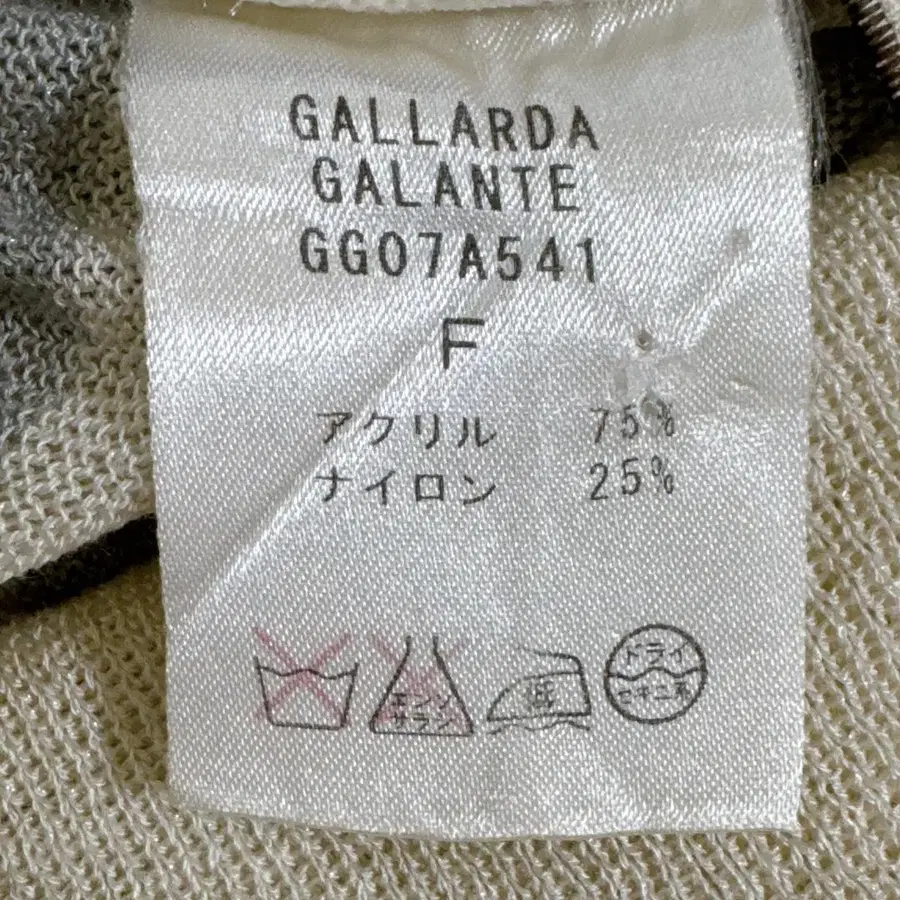 GALLARDA
GALANTE
GG07A541
F
アクリル 75%
ナイロン 25%
エンソ
サラシ
低
ドライ
セキユ系